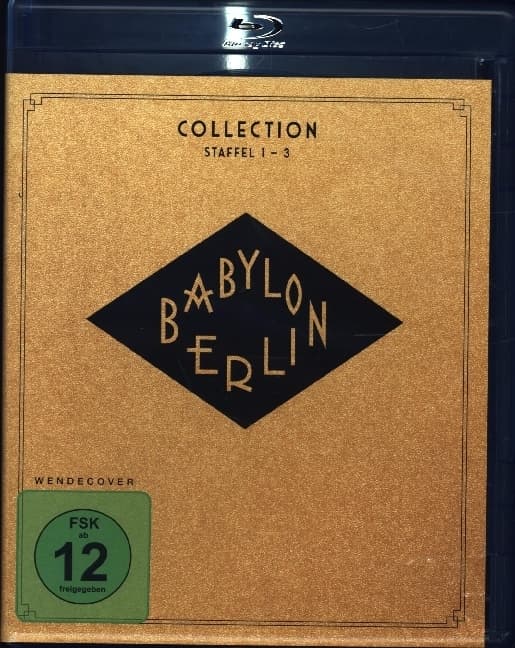 Blu-ray Disc
COLLECTION
STAFFEL 1 – 3
BABYLON
BERLIN
WENDECOVER
FSK
ab
12
freigegeben